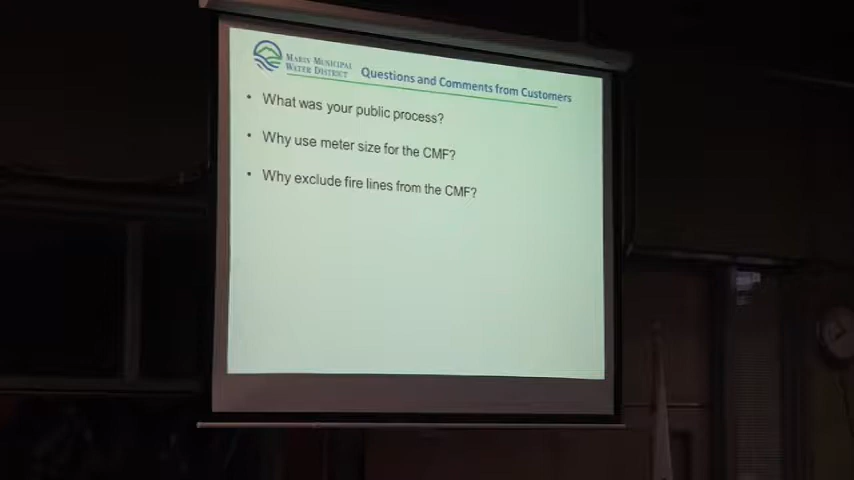 MARIN MUNICIPAL
WATER DISTRICT
Questions and Comments from Customers
• What was your public process?
• Why use meter size for the CMF?
• Why exclude fire lines from the CMF?